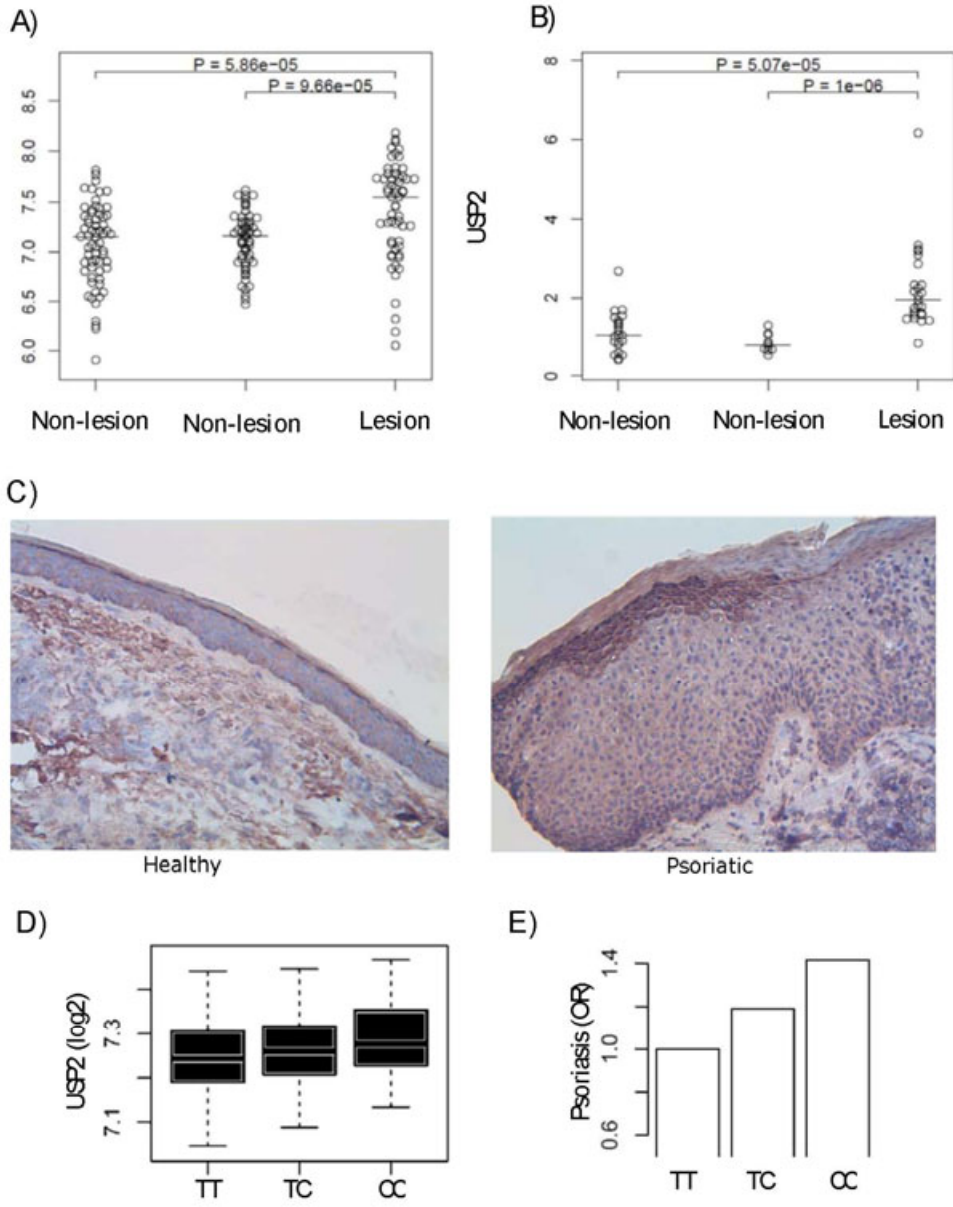 A)
P = 5.86e-05
P = 9.66e-05
8.5
8.0
7.5
7.0
6.5
6.0
Non-lesion Non-lesion Lesion
B)
P = 5.07e-05
P = 1e-06
USP2
8
6
4
2
0
Non-lesion Non-lesion Lesion
C)
Healthy
Psoriatic
D)
USP2 (log2)
7.3
7.1
TT TC CC
E)
Psoriasis (OR)
1.4
1.0
0.6
TT TC CC